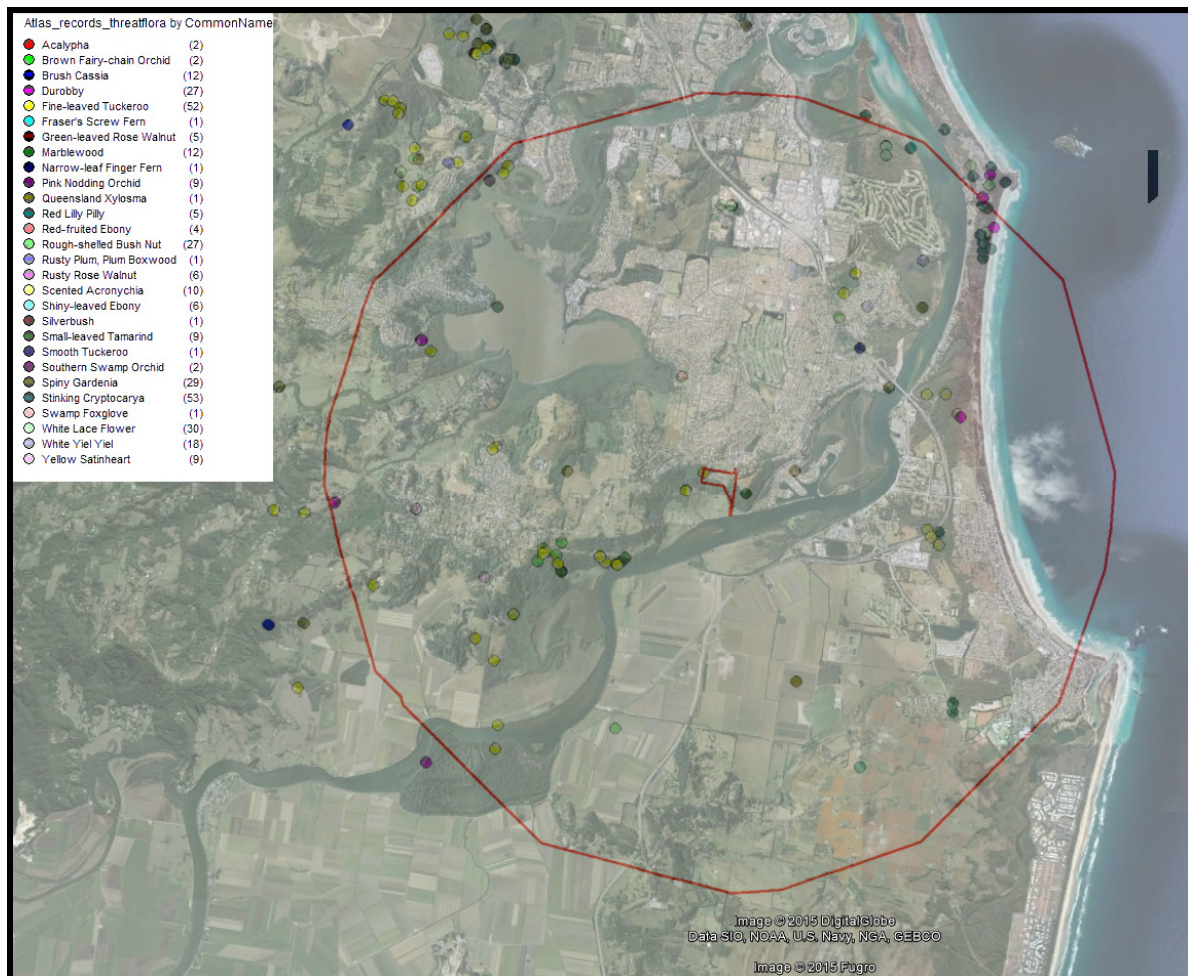 Atlas_records_threatflora by CommonName
Acalypha (2)
Brown Fairy-chain Orchid (2)
Brush Cassia (12)
Durobby (27)
Fine-leaved Tuckeroo (52)
Fraser's Screw Fern (1)
Green-leaved Rose Walnut (5)
Marblewood (12)
Narrow-leaf Finger Fern (1)
Pink Nodding Orchid (9)
Queensland Xylosma (1)
Red Lilly Pilly (5)
Red-fruited Ebony (4)
Rough-shelled Bush Nut (27)
Rusty Plum, Plum Boxwood (1)
Rusty Rose Walnut (6)
Scented Acronychia (10)
Shiny-leaved Ebony (6)
Silverbush (1)
Small-leaved Tamarind (9)
Smooth Tuckeroo (1)
Southern Swamp Orchid (2)
Spiny Gardenia (29)
Stinking Cryptocarya (53)
Swamp Foxglove (1)
White Lace Flower (30)
White Yiel Yiel (18)
Yellow Satinheart (9)
Image © 2015 DigitalGlobe
Data SIO, NOAA, U.S. Navy, NGA, GEBCO
Image © 2015 Fugro